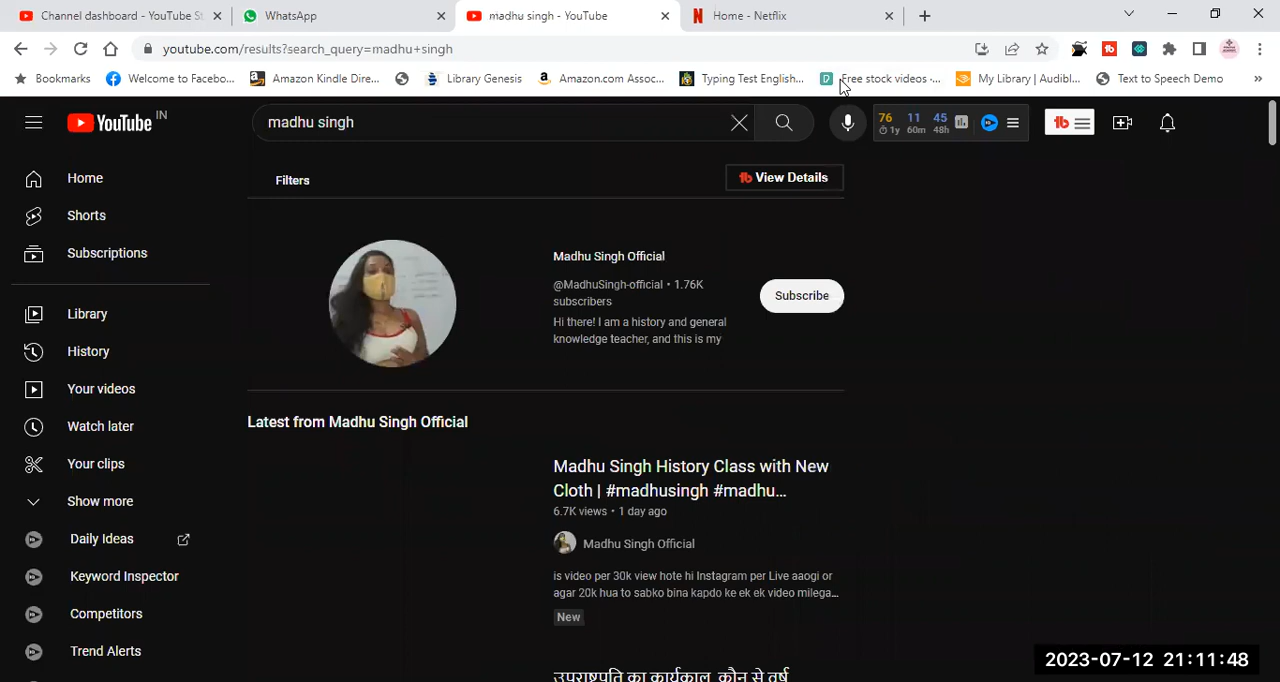 Channel dashboard - YouTube St
WhatsApp
madhu singh - YouTube
Home - Netflix
youtube.com/results?search_query=madhu+singh
Bookmarks
Welcome to Facebo...
Amazon Kindle Dire...
Library Genesis
Amazon.com Assoc...
Typing Test English...
Free stock videos -...
My Library | Audibl...
Text to Speech Demo
»
YouTube IN
madhu singh
76 11 45
1y 60m 48h
tb
Home
Shorts
Subscriptions
Library
History
Your videos
Watch later
Your clips
Show more
Daily Ideas
Keyword Inspector
Competitors
Trend Alerts
Filters
tb View Details
Madhu Singh Official
@MadhuSingh-official • 1.76K
subscribers
Hi there! I am a history and general
knowledge teacher, and this is my
Subscribe
Latest from Madhu Singh Official
Madhu Singh History Class with New
Cloth | #madhusingh #madhu...
6.7K views • 1 day ago
Madhu Singh Official
is video per 30k view hote hi Instagram per Live aaogi or
agar 20k hua to sabko bina kapdo ke ek ek video milega...
New
उपराष्ट्रपति का कार्यकाल कौन से वर्ष
2023-07-12 21:11:48